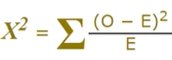 X² = ∑ (O − E)² / E